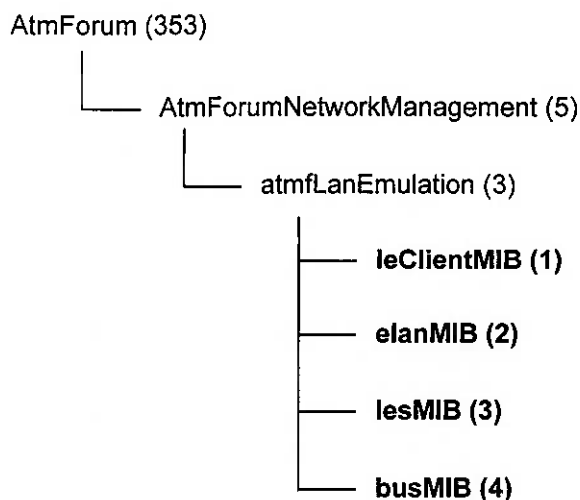 AtmForum (353)
AtmForumNetworkManagement (5)
atmfLanEmulation (3)
leClientMIB (1)
elanMIB (2)
lesMIB (3)
busMIB (4)